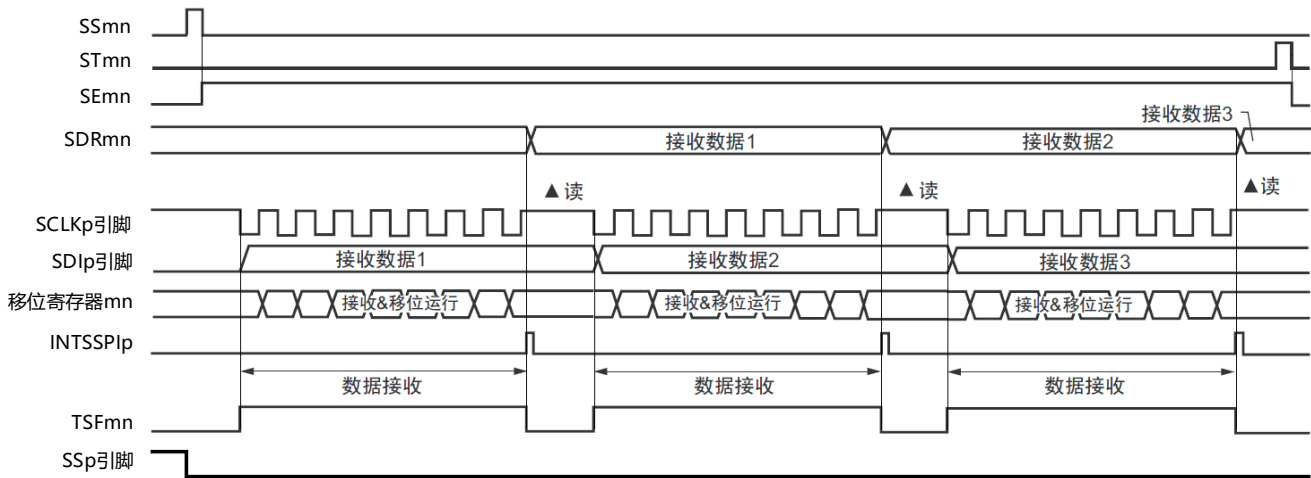 SSmn
STmn
SEmn
接收数据3
SDRmn
接收数据1
接收数据2
▲读
▲读
▲读
SCLKp引脚
SDIp引脚
接收数据1
接收数据2
接收数据3
移位寄存器mn
接收&移位运行
接收&移位运行
接收&移位运行
INTSSPIp
数据接收
数据接收
数据接收
TSFmn
SSp引脚